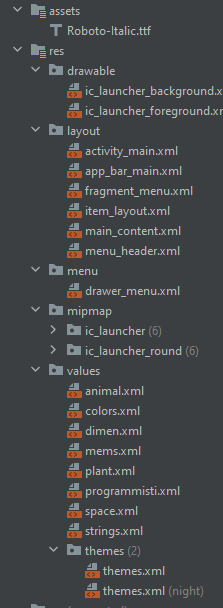 assets
Roboto-Italic.ttf
res
drawable
ic_launcher_background.x
ic_launcher_foreground.xm
layout
activity_main.xml
app_bar_main.xml
fragment_menu.xml
item_layout.xml
main_content.xml
menu_header.xml
menu
drawer_menu.xml
mipmap
ic_launcher (6)
ic_launcher_round (6)
values
animal.xml
colors.xml
dimen.xml
mems.xml
plant.xml
programmisti.xml
space.xml
strings.xml
themes (2)
themes.xml
themes.xml (night)